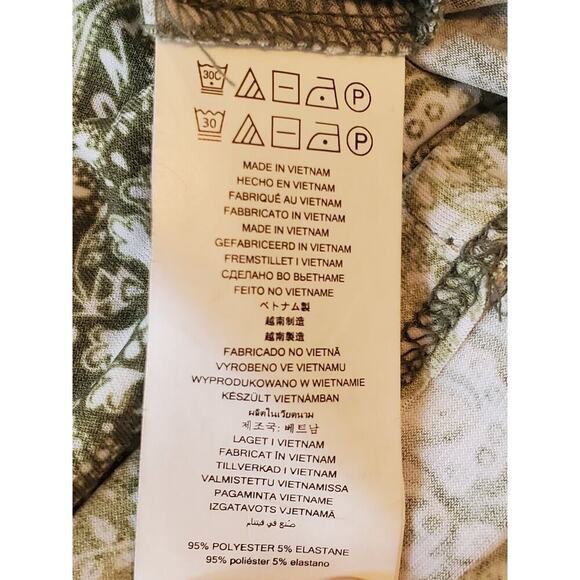 30C P
30 P
MADE IN VIETNAM
HECHO EN VIETNAM
FABRIQUÉ AU VIETNAM
FABBRICATO IN VIETNAM
MADE IN VIETNAM
GEFABRICEERD IN VIETNAM
FREMSTILLET I VIETNAM
СДЕЛАНО ВО ВЬЕТНАМЕ
FEITO NO VIETNAME
ベトナム製
越南制造
越南製造
FABRICADO NO VIETNÃ
VYROBENO VE VIETNAMU
WYPRODUKOWANO W WIETNAMIE
KÉSZÜLT VIETNÁMBAN
ผลิตในเวียดนาม
제조국: 베트남
LAGET I VIETNAM
FABRICAT ÎN VIETNAM
TILLVERKAD I VIETNAM
VALMISTETTU VIETNAMISSA
PAGAMINTA VIETNAME
IZGATAVOTS VJETNAMĀ
صُنع في فيتنام
95% POLYESTER 5% ELASTANE
95% poliéster 5% elastano